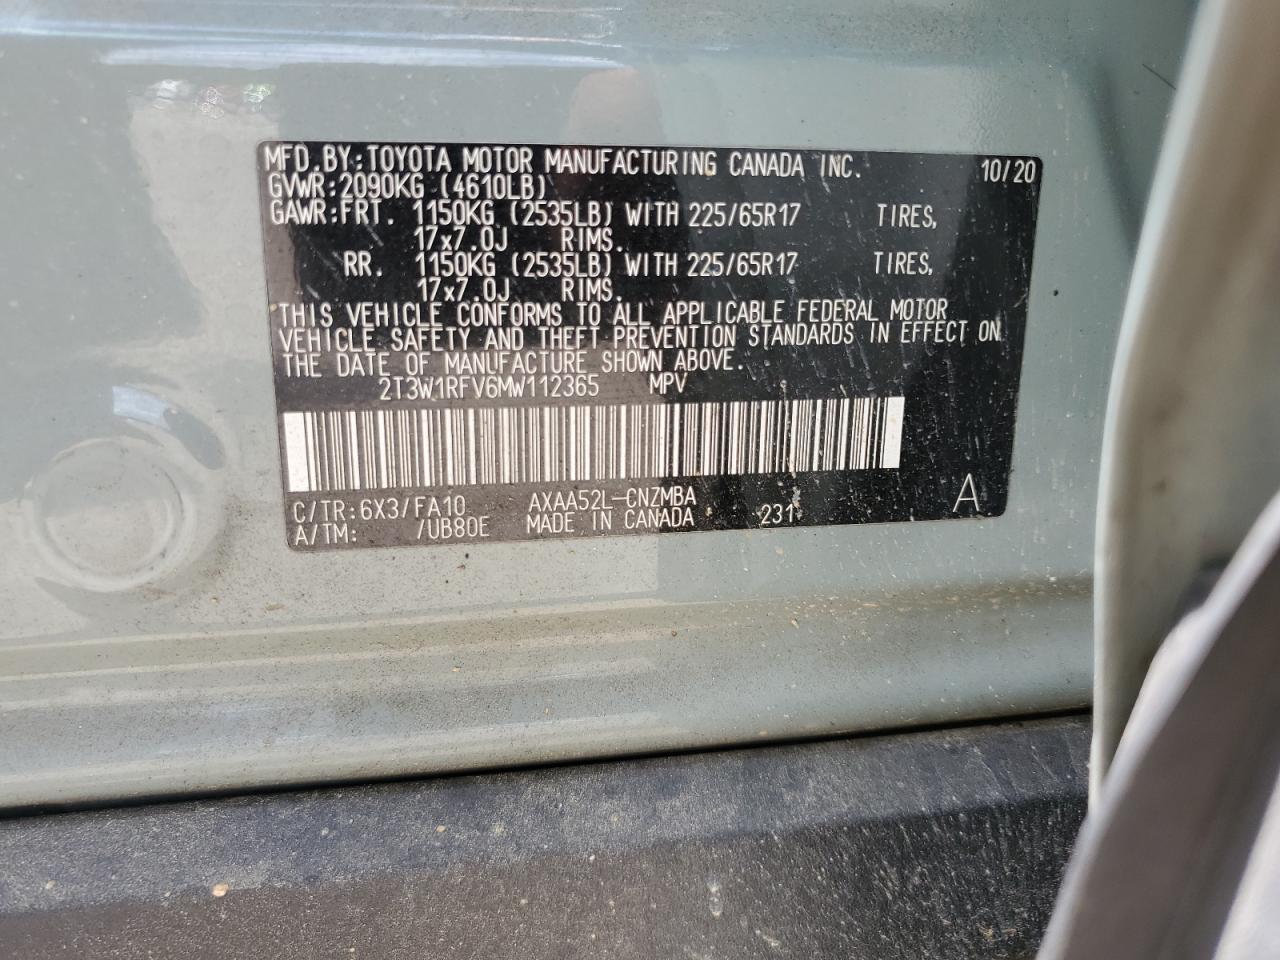 MFD.BY:TOYOTA MOTOR MANUFACTURING CANADA INC. 10/20
GVWR:2090KG (4610LB)
GAWR:FRT. 1150KG (2535LB) WITH 225/65R17 TIRES,
17x7.0J RIMS.
RR. 1150KG (2535LB) WITH 225/65R17 TIRES,
17x7.0J RIMS.
THIS VEHICLE CONFORMS TO ALL APPLICABLE FEDERAL MOTOR
VEHICLE SAFETY AND THEFT PREVENTION STANDARDS IN EFFECT ON
THE DATE OF MANUFACTURE SHOWN ABOVE.
2T3W1RFV6MW112365 MPV
C/TR:6X3/FA10 AXAA52L-CNZMBA A
A/TM: /UB80E MADE IN CANADA 231